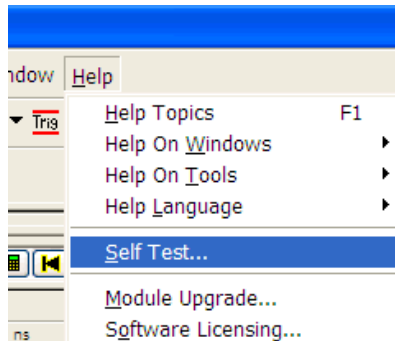 ndow Help
Trig
Help Topics F1
Help On Windows
Help On Tools
Help Language
Self Test...
Module Upgrade...
Software Licensing...
ns